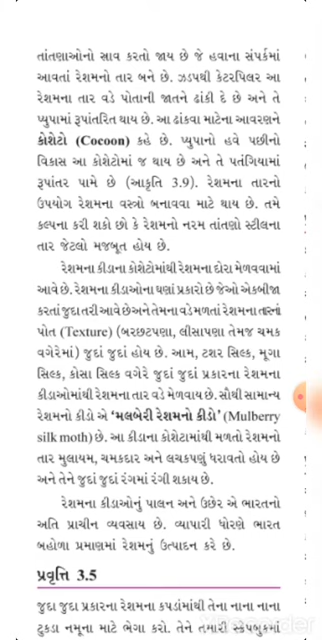 તાંતણાઓનો સ્રાવ કરતો જાય છે જે હવાના સંપર્કમાં
આવતાં રેશમનો તાર બને છે. ઝડપથી કેટરપિલર આ
રેશમના તાર વડે પોતાની જાતને ઢાંકી દે છે અને તે
પ્યુપામાં રૂપાંતરિત થાય છે. આ ઢાંકવા માટેના આવરણને
કોશેટો (Cocoon) કહે છે. પ્યુપાનો હવે પછીનો
વિકાસ આ કોશેટોમાં જ થાય છે અને તે પતંગિયામાં
રૂપાંતર પામે છે (આકૃતિ 3.9). રેશમના તારનો
ઉપયોગ રેશમના વસ્ત્રો બનાવવા માટે થાય છે. તમે
કલ્પના કરી શકો છો કે રેશમનો નરમ તાંતણો સ્ટીલના
તાર જેટલો મજબૂત હોય છે.
રેશમના કીડાના કોશેટોમાંથી રેશમના દોરા મેળવવામાં
આવે છે. રેશમના કીડાઓના ઘણાં પ્રકારો છે જેઓ એકબીજા
કરતાં જુદા તરી આવે છે અને તેમના વડે મળતાં રેશમના તારનાં
પોત (Texture) (બરછટપણા, લીસાપણા તેમજ ચમક
વગેરેમાં) જુદાં જુદાં હોય છે. આમ, ટશર સિલ્ક, મૂગા
સિલ્ક, કોસા સિલ્ક વગેરે જુદાં જુદાં પ્રકારના રેશમના
કીડાઓમાંથી રેશમના તાર વડે મેળવાય છે. સૌથી સામાન્ય
રેશમનો કીડો એ 'મલબેરી રેશમનો કીડો' (Mulberry
silk moth) છે. આ કીડાના કોશેટામાંથી મળતો રેશમનો
તાર મુલાયમ, ચમકદાર અને લચકપણું ધરાવતો હોય છે
અને તેને જુદાં જુદાં રંગમાં રંગી શકાય છે.
રેશમના કીડાઓનું પાલન અને ઉછેર એ ભારતનો
અતિ પ્રાચીન વ્યવસાય છે. વ્યાપારી ધોરણે ભારત
બહોળા પ્રમાણમાં રેશમનું ઉત્પાદન કરે છે.
પ્રવૃત્તિ 3.5
જુદા જુદા પ્રકારના રેશમના કપડાંમાંથી તેના નાના નાના
ટુકડા નમૂના માટે ભેગા કરો. તેને તમારી સ્ક્રેપબુકમાં